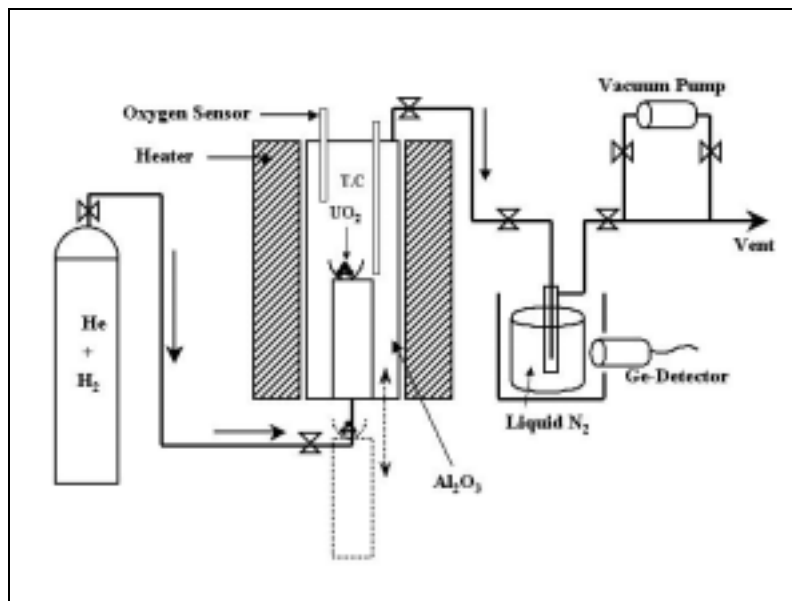 Vacuum Pump
Oxygen Sensor
Heater
T.C
UO₂
Vent
He
+
H₂
Ge-Detector
Liquid N₂
Al₂O₃